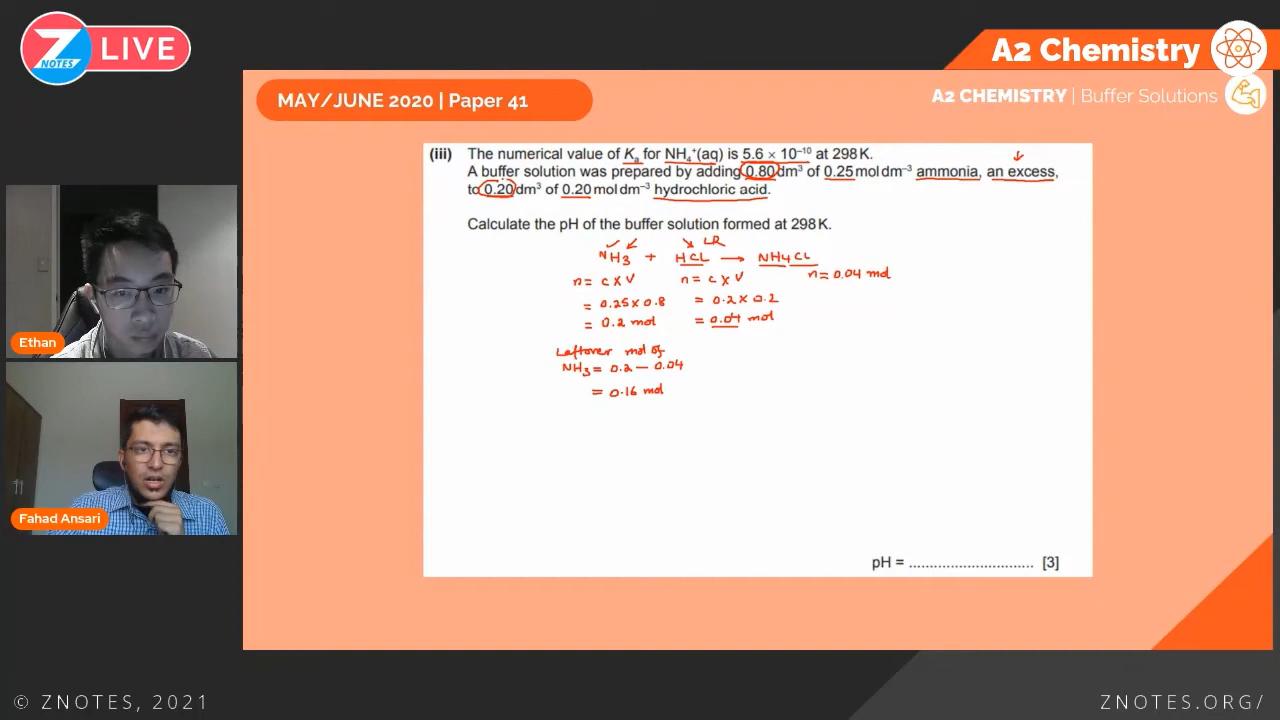 Z NOTES LIVE
A2 Chemistry
MAY/JUNE 2020 | Paper 41
A2 CHEMISTRY | Buffer Solutions
(iii) The numerical value of Kₐ for NH₄⁺(aq) is 5.6 × 10⁻¹⁰ at 298 K.
A buffer solution was prepared by adding 0.80 dm³ of 0.25 mol dm⁻³ ammonia, an excess,
to 0.20 dm³ of 0.20 mol dm⁻³ hydrochloric acid.
Calculate the pH of the buffer solution formed at 298 K.
LR
NH3 + HCL → NH4CL
n = 0.04 mol
n = c x V n = c x V
= 0.25 x 0.8 = 0.2 x 0.2
= 0.2 mol = 0.04 mol
Leftover mol of
NH3 = 0.2 - 0.04
= 0.16 mol
pH = .............................. [3]
Ethan
Fahad Ansari
© ZNOTES, 2021
ZNOTES.ORG/